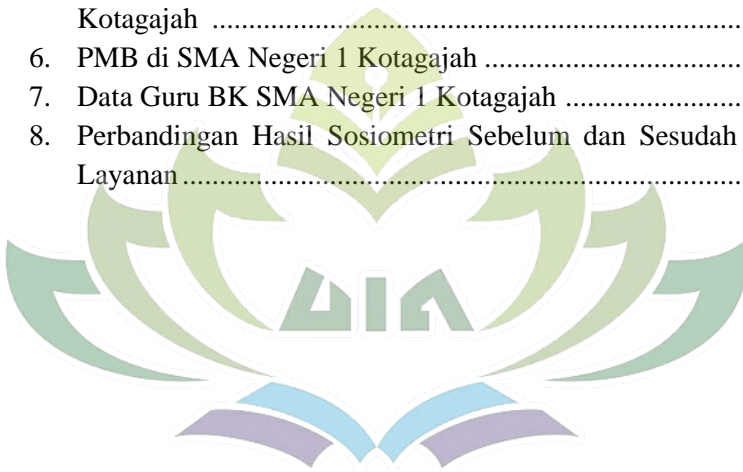 Kotagajah ......................................................................
6. PMB di SMA Negeri 1 Kotagajah ..................................
7. Data Guru BK SMA Negeri 1 Kotagajah .......................
8. Perbandingan Hasil Sosiometri Sebelum dan Sesudah
Layanan ..........................................................................
UIN